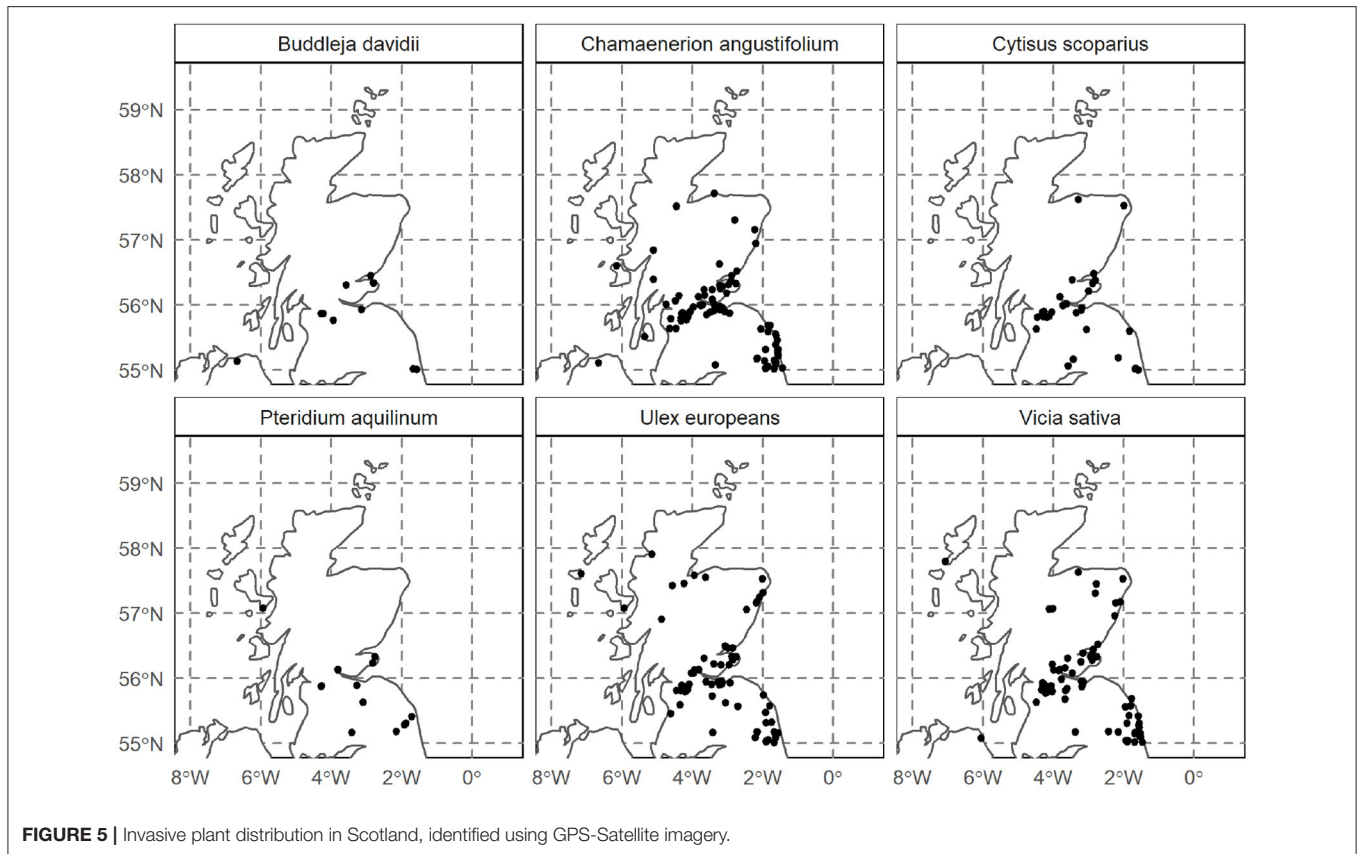 Buddleja davidii Chamaenerion angustifolium Cytisus scoparius
59°N
58°N
57°N
56°N
55°N
Pteridium aquilinum Ulex europeans Vicia sativa
59°N
58°N
57°N
56°N
55°N
8°W 6°W 4°W 2°W 0° 8°W 6°W 4°W 2°W 0° 8°W 6°W 4°W 2°W 0°
FIGURE 5 | Invasive plant distribution in Scotland, identified using GPS-Satellite imagery.